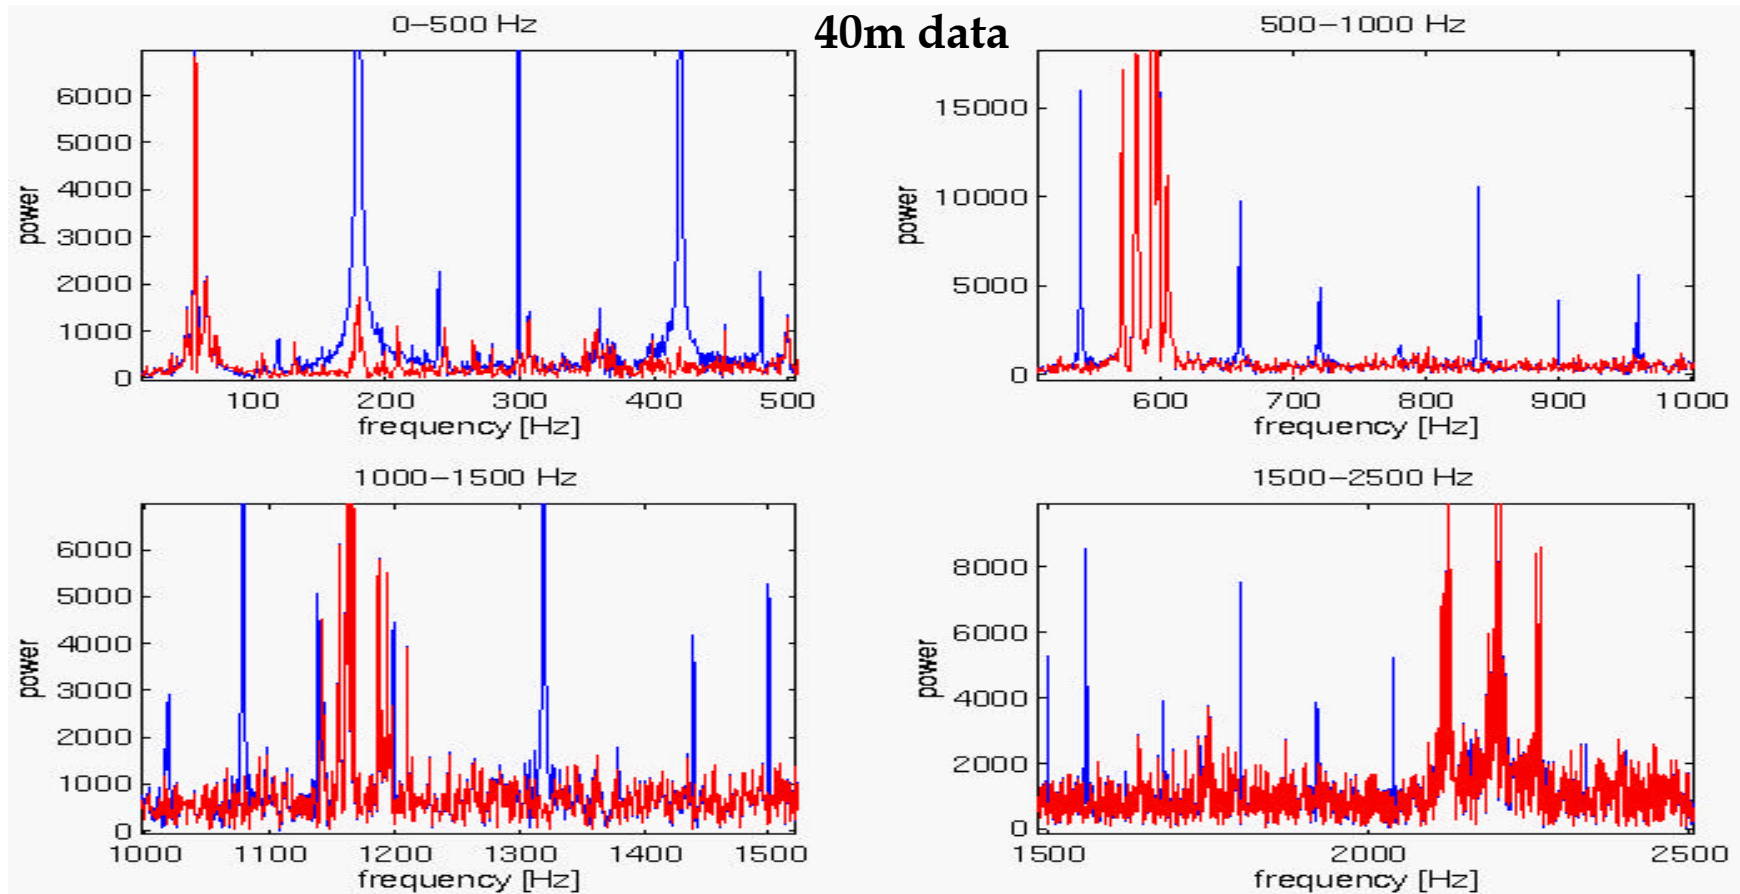 40m data
0-500 Hz
6000
5000
4000
3000
2000
1000
0
power
100 200 300 400 500
frequency [Hz]
500-1000 Hz
15000
10000
5000
0
power
600 700 800 900 1000
frequency [Hz]
1000-1500 Hz
6000
5000
4000
3000
2000
1000
0
power
1000 1100 1200 1300 1400 1500
frequency [Hz]
1500-2500 Hz
8000
6000
4000
2000
0
power
1500 2000 2500
frequency [Hz]